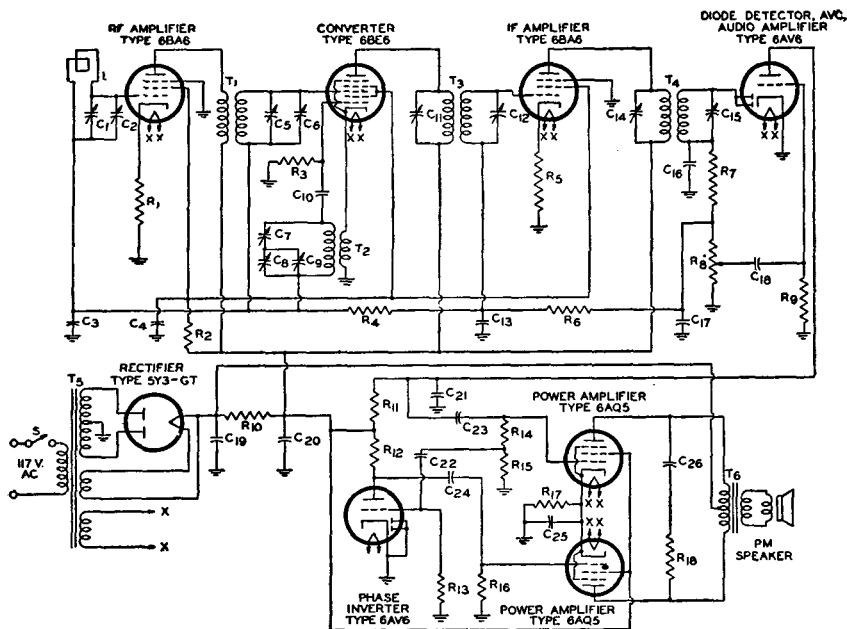 RF AMPLIFIER
TYPE 6BA6
CONVERTER
TYPE 6BE6
IF AMPLIFIER
TYPE 6BA6
DIODE DETECTOR, AVC,
AUDIO AMPLIFIER
TYPE 6AV6
L
T1
T3
T4
C1
C2
C5
C6
C11
C12
C14
C15
X X
X X
X X
X X
R1
R3
C10
R5
C16
R7
C7
C8
C9
T2
R8
C18
R9
C3
C4
R2
R4
C13
R6
C17
T5
RECTIFIER
TYPE 5Y3-GT
S
117 V.
AC
R10
C19
C20
X
X
R11
R12
C21
C23
C22
C24
R14
R15
POWER AMPLIFIER
TYPE 6AQ5
X X
R17
C25
X X
C26
T6
R18
PM
SPEAKER
R13
R16
PHASE
INVERTER
TYPE 6AV6
POWER AMPLIFIER
TYPE 6AQ5